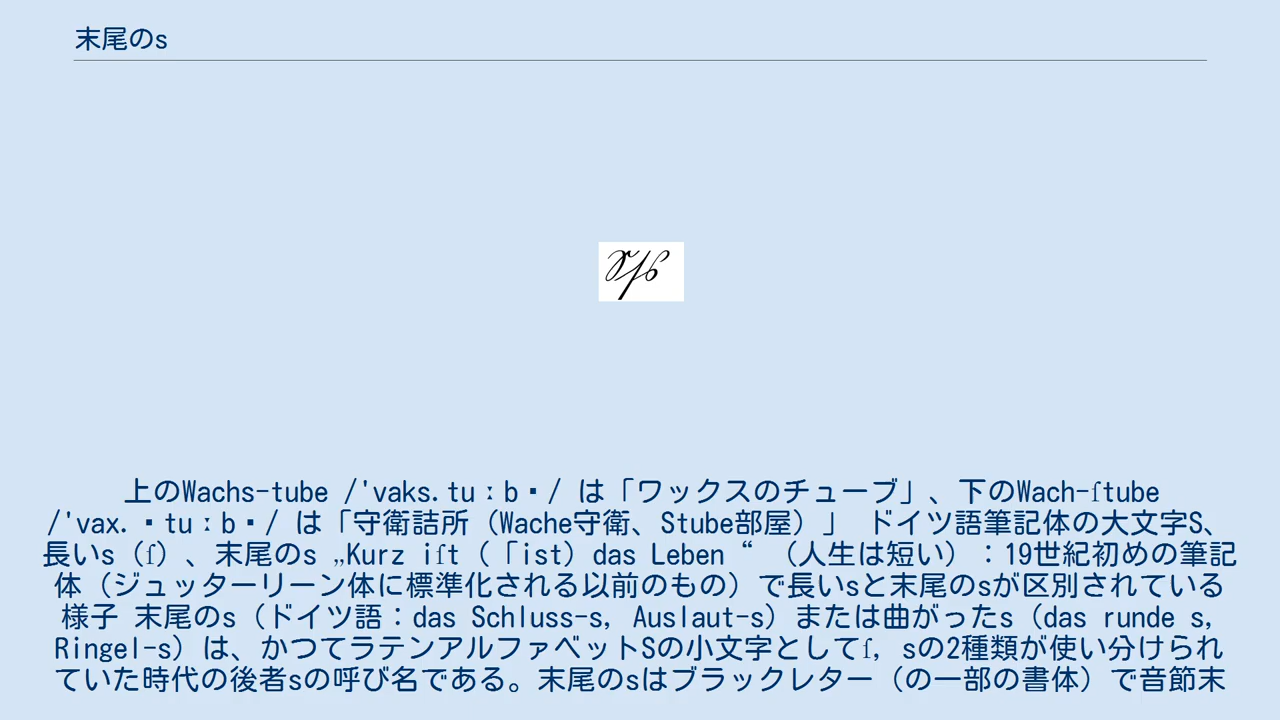 末尾のs
上のWachs-tube /'vaks.tuːb▪/ は「ワックスのチューブ」、下のWach-ſtube
/'vax. ▪tuːb▪/ は「守衛詰所（Wache守衛、Stube部屋）」 ドイツ語筆記体の大文字S、
長いs（ſ）、末尾のs „Kurz iſt（「ist）das Leben “ （人生は短い）：19世紀初めの筆記
体（ジュッターリーン体に標準化される以前のもの）で長いsと末尾のsが区別されている
様子 末尾のs（ドイツ語：das Schluss-s, Auslaut-s）または曲がったs（das runde s,
Ringel-s）は、かつてラテンアルファベットSの小文字としてſ, sの2種類が使い分けられ
ていた時代の後者sの呼び名である。末尾のsはブラックレター（の一部の書体）で音節末